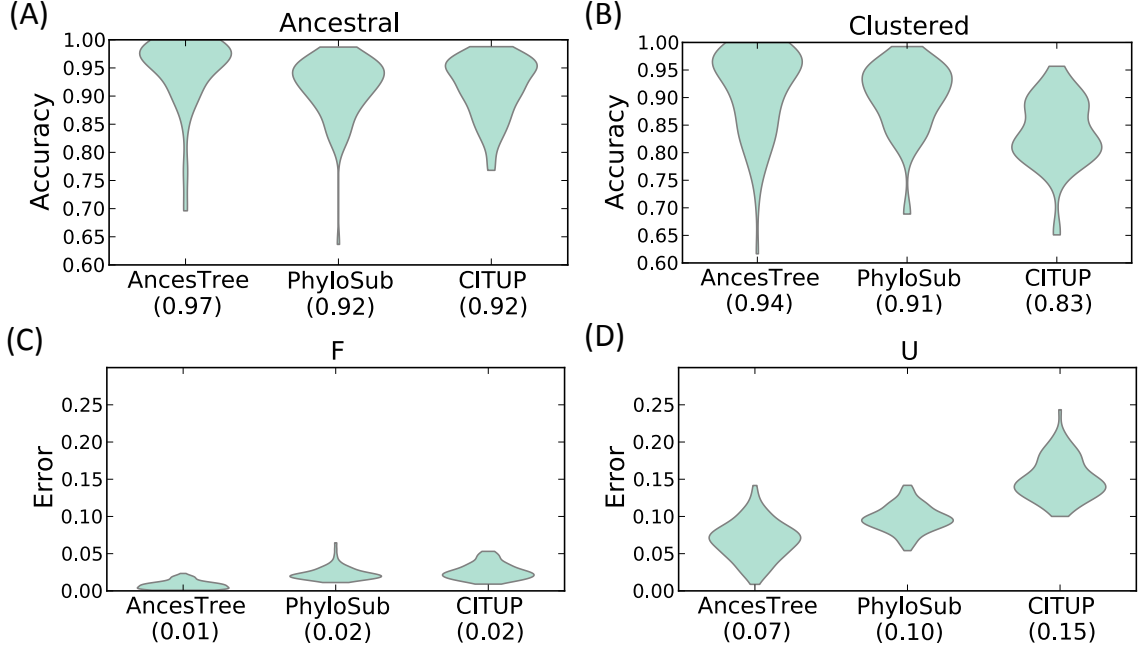 (A)
Ancestral
Accuracy
1.00
0.95
0.90
0.85
0.80
0.75
0.70
0.65
0.60
AncesTree PhyloSub CITUP
(0.97) (0.92) (0.92)
(B)
Clustered
Accuracy
1.00
0.95
0.90
0.85
0.80
0.75
0.70
0.65
0.60
AncesTree PhyloSub CITUP
(0.94) (0.91) (0.83)
(C)
F
Error
0.25
0.20
0.15
0.10
0.05
0.00
AncesTree PhyloSub CITUP
(0.01) (0.02) (0.02)
(D)
U
Error
0.25
0.20
0.15
0.10
0.05
0.00
AncesTree PhyloSub CITUP
(0.07) (0.10) (0.15)